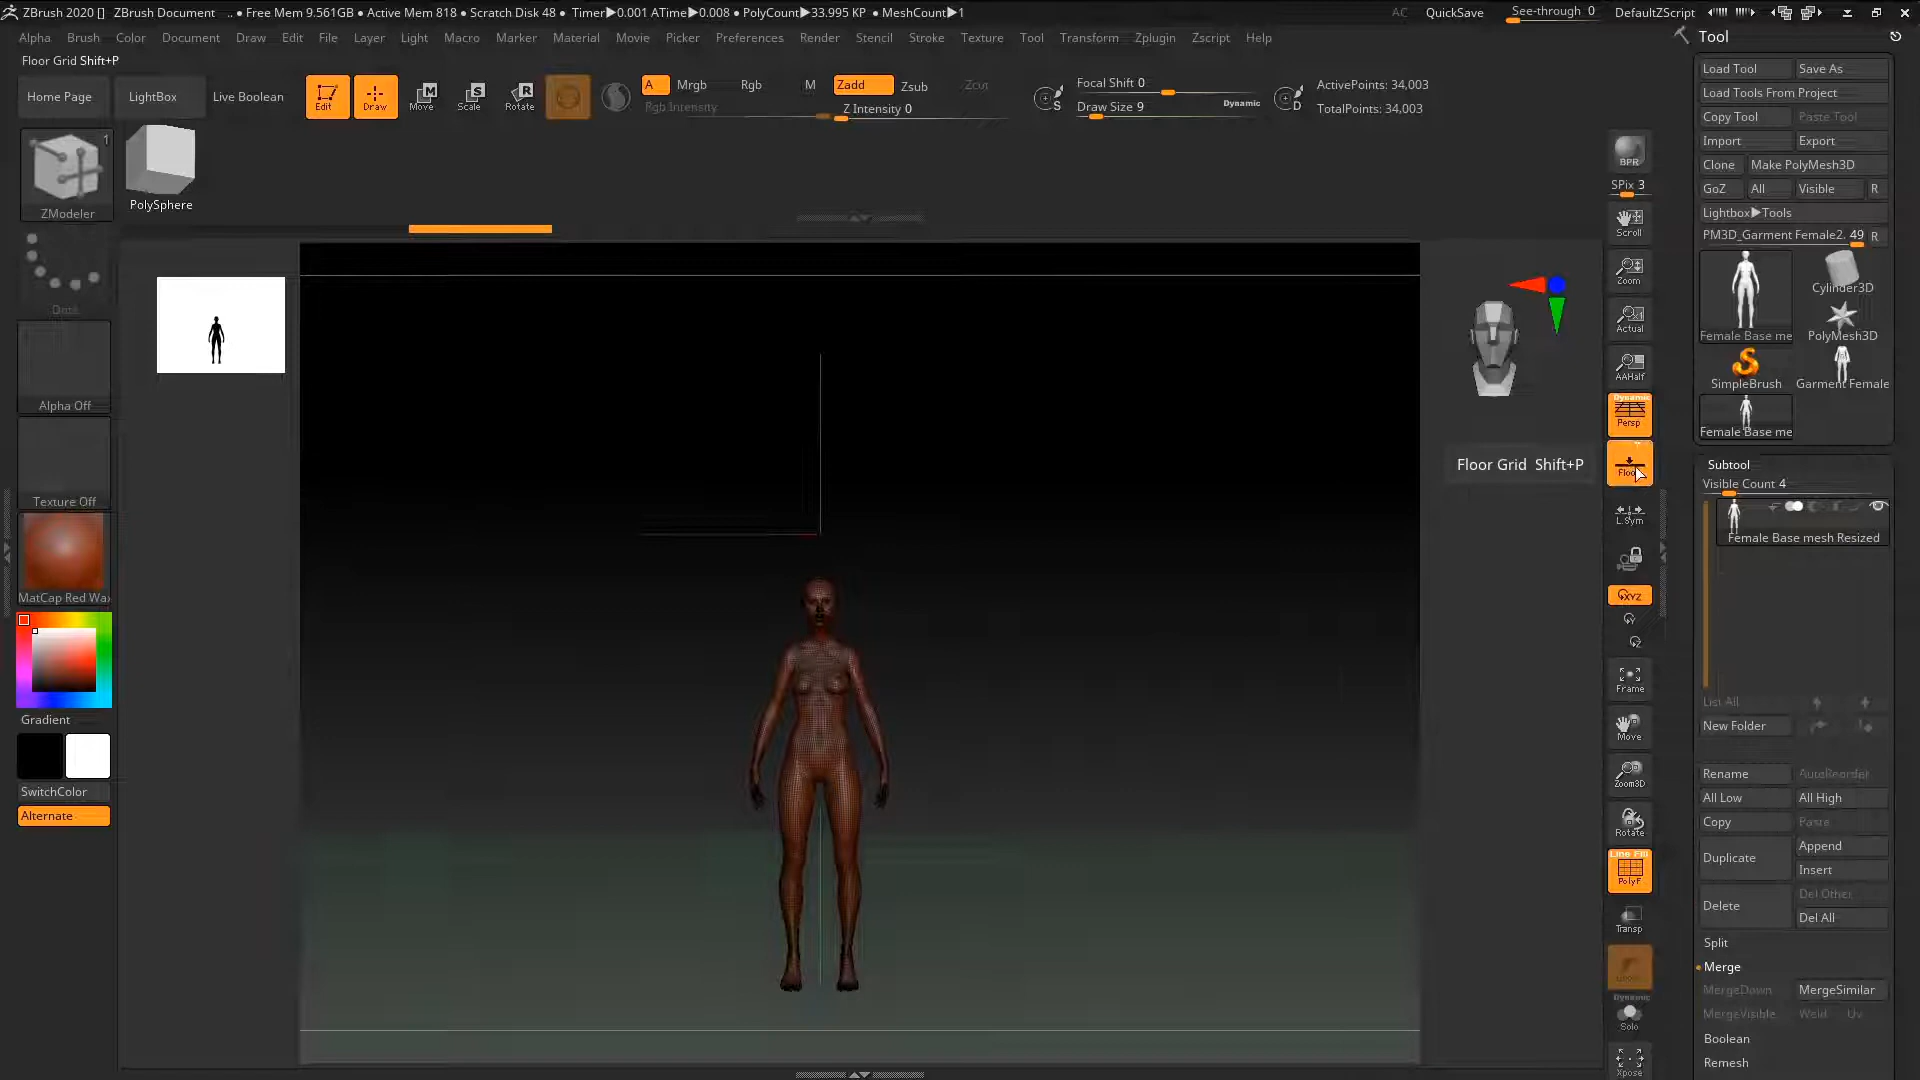 ZBrush 2020 [] ZBrush Document .. • Free Mem 9.561GB • Active Mem 818 • Scratch Disk 48 • Timer▶0.001 ATime▶0.008 • PolyCount▶33.995 KP • MeshCount▶1
AC QuickSave See-through 0 DefaultZScript
Alpha Brush Color Document Draw Edit File Layer Light Macro Marker Material Movie Picker Preferences Render Stencil Stroke Texture Tool Transform Zplugin Zscript Help
Floor Grid Shift+P
Home Page LightBox Live Boolean
Edit Draw Move Scale Rotate
M S R
A Mrgb Rgb M Zadd Zsub Zcut
Rgb Intensity Z Intensity 0
S Focal Shift 0
Draw Size 9 Dynamic D
ActivePoints: 34,003
TotalPoints: 34,003
1
ZModeler
PolySphere
Dots
Alpha Off
Texture Off
MatCap Red Wa
Gradient
SwitchColor
Alternate
Floor Grid Shift+P
BPR
SPix 3
Scroll
Zoom
Actual
AAHalf
Dynamic
Persp
Floor
L.Sym
XYZ
Frame
Move
Zoom3D
Rotate
Line Fill
PolyF
Transp
Dynamic
Solo
Xpose
Tool
Load Tool Save As
Load Tools From Project
Copy Tool Paste Tool
Import Export
Clone Make PolyMesh3D
GoZ All Visible R
Lightbox▶Tools
PM3D_Garment Female2. 49 R
Cylinder3D
Female Base me PolyMesh3D
SimpleBrush Garment Female
Female Base me
Subtool
Visible Count 4
Female Base mesh Resized
List All
New Folder
Rename AutoReorder
All Low All High
Copy Paste
Duplicate Append
Insert
Delete Del Other
Del All
Split
Merge
MergeDown MergeSimilar
MergeVisible Weld Uv
Boolean
Remesh